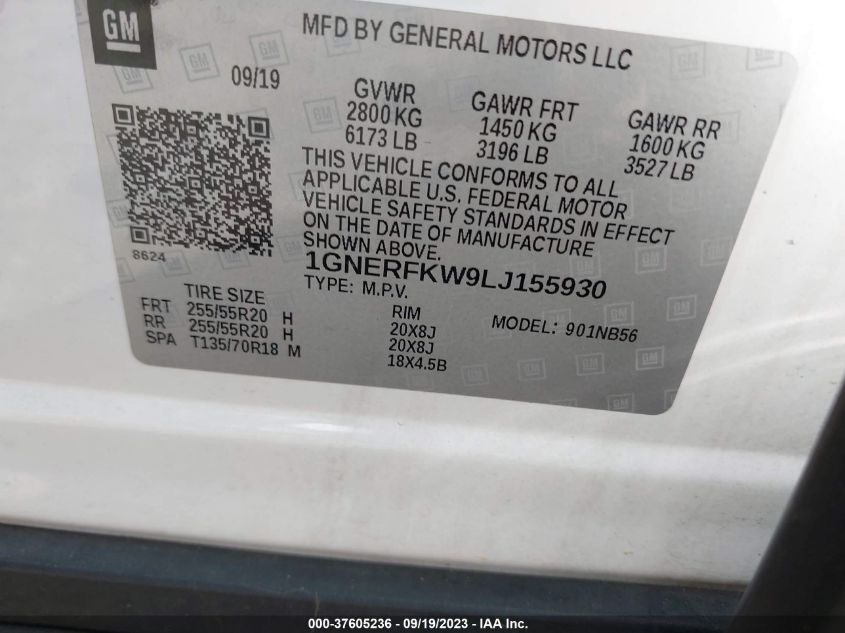 GM
MFD BY GENERAL MOTORS LLC
09/19
GVWR
2800 KG
6173 LB
GAWR FRT
1450 KG
3196 LB
GAWR RR
1600 KG
3527 LB
THIS VEHICLE CONFORMS TO ALL
APPLICABLE U.S. FEDERAL MOTOR
VEHICLE SAFETY STANDARDS IN EFFECT
ON THE DATE OF MANUFACTURE
SHOWN ABOVE.
8624
1GNERFKW9LJ155930
TYPE: M.P.V.
TIRE SIZE
RIM
MODEL: 901NB56
FRT 255/55R20 H 20X8J
RR 255/55R20 H 20X8J
SPA T135/70R18 M 18X4.5B
000-37605236 - 09/19/2023 - IAA Inc.